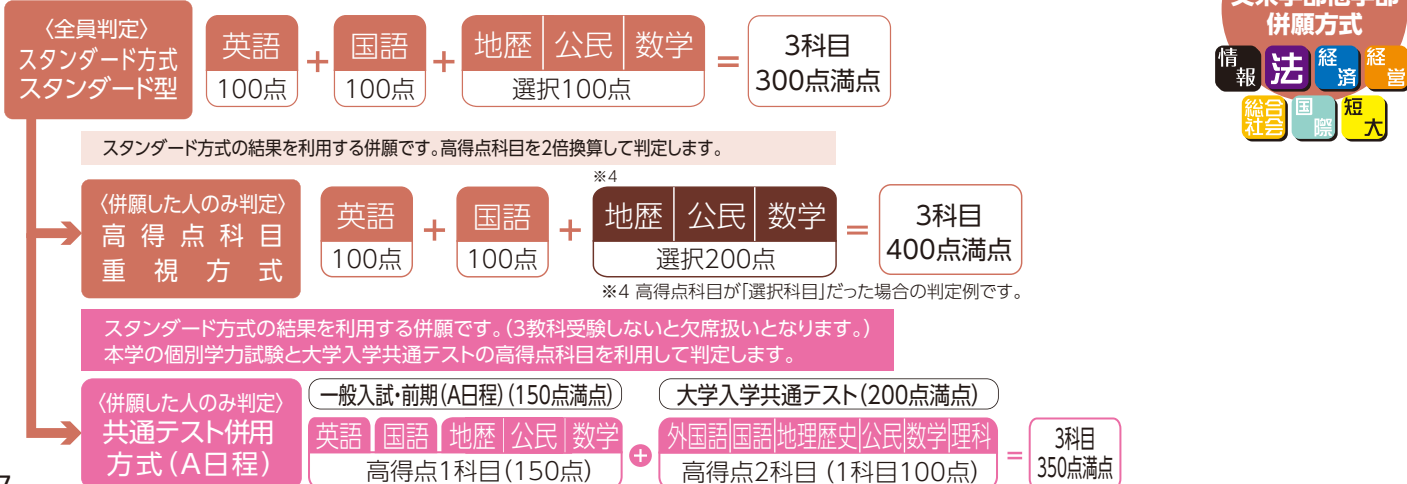 〈全員判定〉
スタンダード方式
スタンダード型
英語
100点
+
国語
100点
+
地歴 公民 数学
選択100点
=
3科目
300点満点
併願方式
情報
法
経済
経営
総合社会
国際
短大
スタンダード方式の結果を利用する併願です。高得点科目を2倍換算して判定します。
〈併願した人のみ判定〉
高得点科目
重視方式
英語
100点
+
国語
100点
+
※4
地歴 公民 数学
選択200点
=
3科目
400点満点
※4 高得点科目が「選択科目」だった場合の判定例です。
スタンダード方式の結果を利用する併願です。(3教科受験しないと欠席扱いとなります。)
本学の個別学力試験と大学入学共通テストの高得点科目を利用して判定します。
〈併願した人のみ判定〉
共通テスト併用
方式(A日程)
一般入試・前期(A日程)(150点満点)
英語 国語 地歴 公民 数学
高得点1科目(150点)
+
大学入学共通テスト(200点満点)
外国語 国語 地理歴史 公民 数学 理科
高得点2科目 (1科目100点)
=
3科目
350点満点